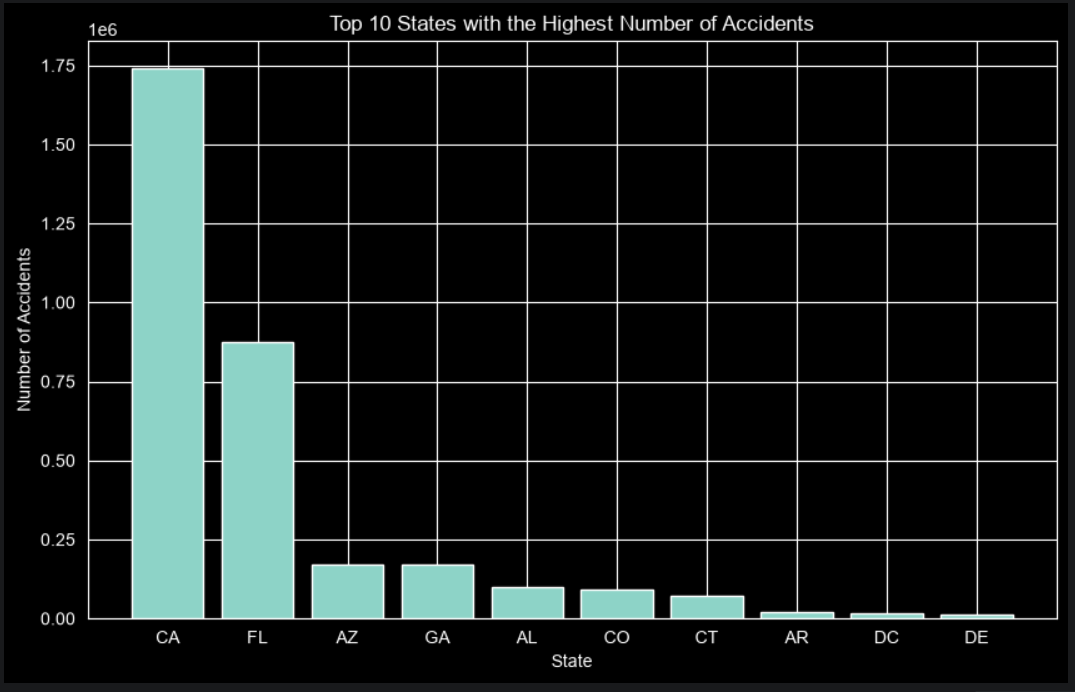 Top 10 States with the Highest Number of Accidents
1e6
1.75
1.50
1.25
1.00
0.75
0.50
0.25
0.00
Number of Accidents
CA FL AZ GA AL CO CT AR DC DE
State